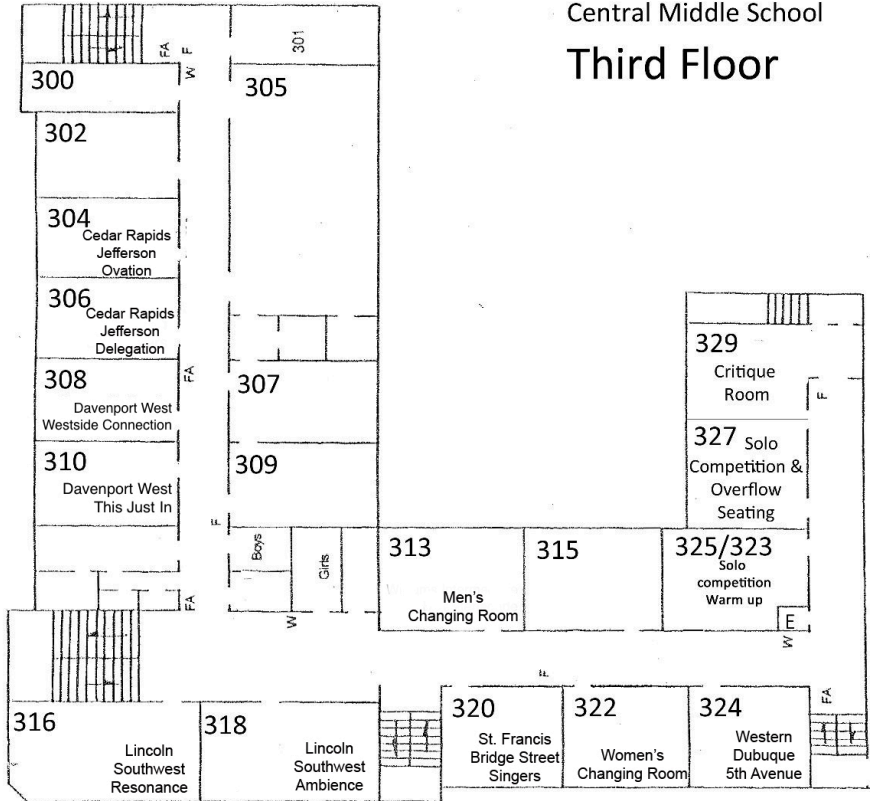 Central Middle School
Third Floor
FA
F
W
301
300
305
302
304
Cedar Rapids
Jefferson
Ovation
306
Cedar Rapids
Jefferson
Delegation
FA
308
Davenport West
Westside Connection
307
310
Davenport West
This Just In
309
F
Boys
Girls
FA
W
329
Critique
Room
F
327 Solo
Competition &
Overflow
Seating
313
Men's
Changing Room
315
325/323
Solo
competition
Warm up
E
W
F
FA
316
Lincoln
Southwest
Resonance
318
Lincoln
Southwest
Ambience
320
St. Francis
Bridge Street
Singers
322
Women's
Changing Room
324
Western
Dubuque
5th Avenue